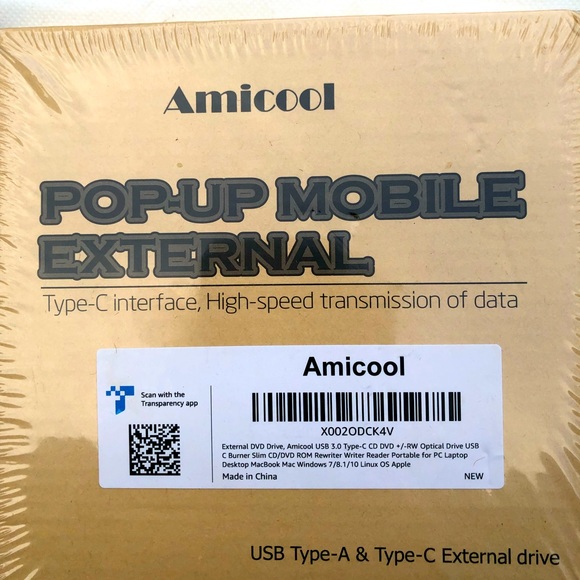 Amicool
POP-UP MOBILE
EXTERNAL
Type-C interface, High-speed transmission of data
Amicool
Scan with the
Transparency app
X002ODCK4V
External DVD Drive, Amicool USB 3.0 Type-C CD DVD +/-RW Optical Drive USB
C Burner Slim CD/DVD ROM Rewriter Writer Reader Portable for PC Laptop
Desktop MacBook Mac Windows 7/8.1/10 Linux OS Apple
Made in China
NEW
USB Type-A & Type-C External drive